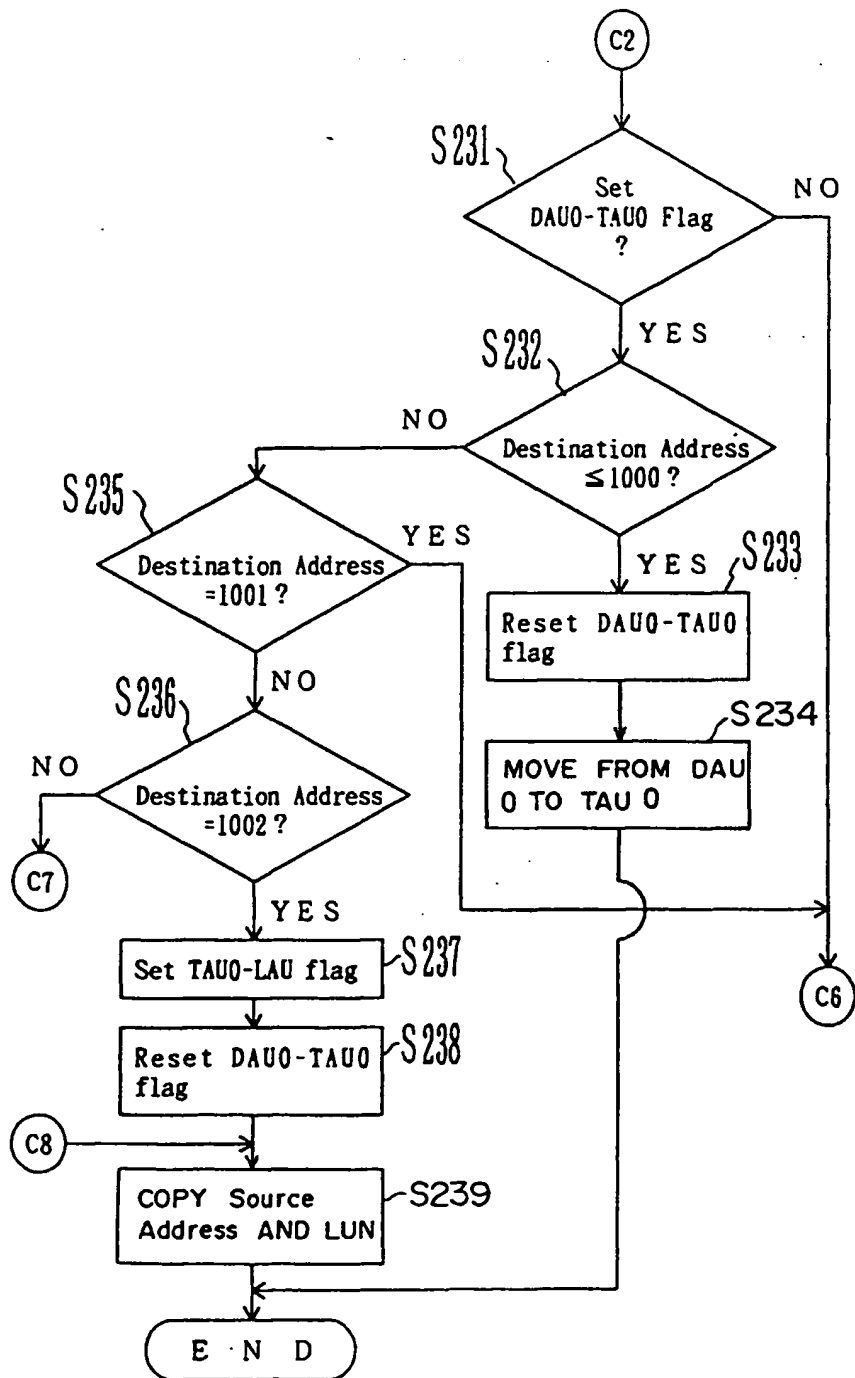 C2
S231
Set
DAU0-TAU0 Flag
?
NO
YES
S232
Destination Address
≦1000?
NO
YES
S235
Destination Address
=1001?
YES
NO
S233
Reset DAU0-TAU0
flag
S234
MOVE FROM DAU
0 TO TAU 0
S236
Destination Address
=1002?
NO
C7
YES
C6
Set TAU0-LAU flag
S237
Reset DAU0-TAU0
flag
S238
C8
COPY Source
Address AND LUN
S239
E N D